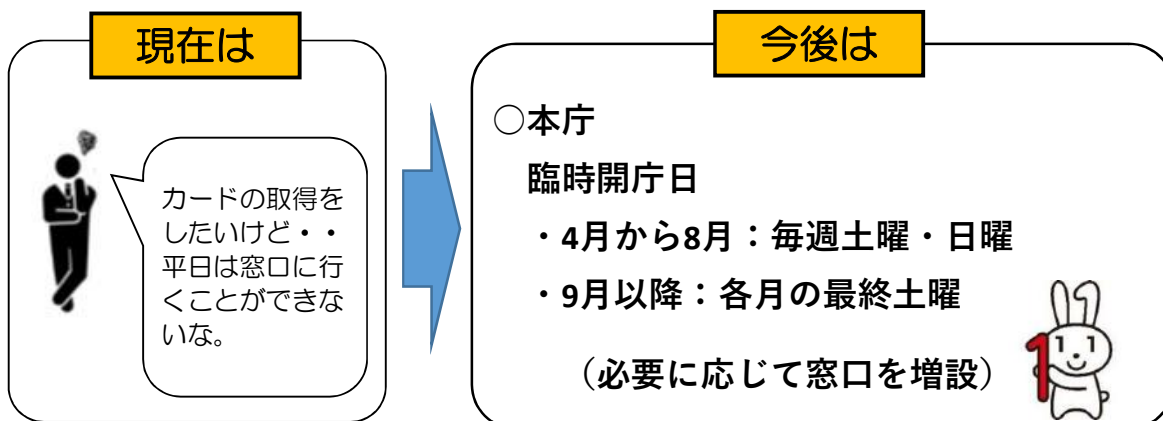 現在は
カードの取得を
したいけど・・
平日は窓口に行
くことができな
いな。
今後は
○本庁
臨時開庁日
・4月から8月：毎週土曜・日曜
・9月以降：各月の最終土曜
（必要に応じて窓口を増設）
1